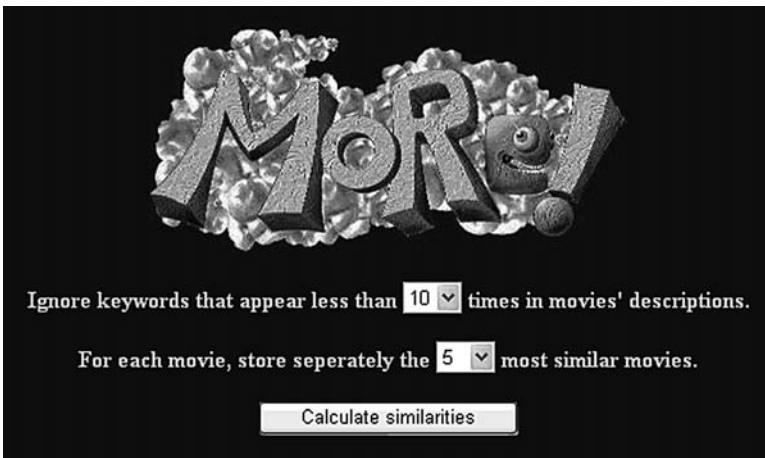 MoRe!
Ignore keywords that appear less than 10 times in movies' descriptions.
For each movie, store seperately the 5 most similar movies.
Calculate similarities